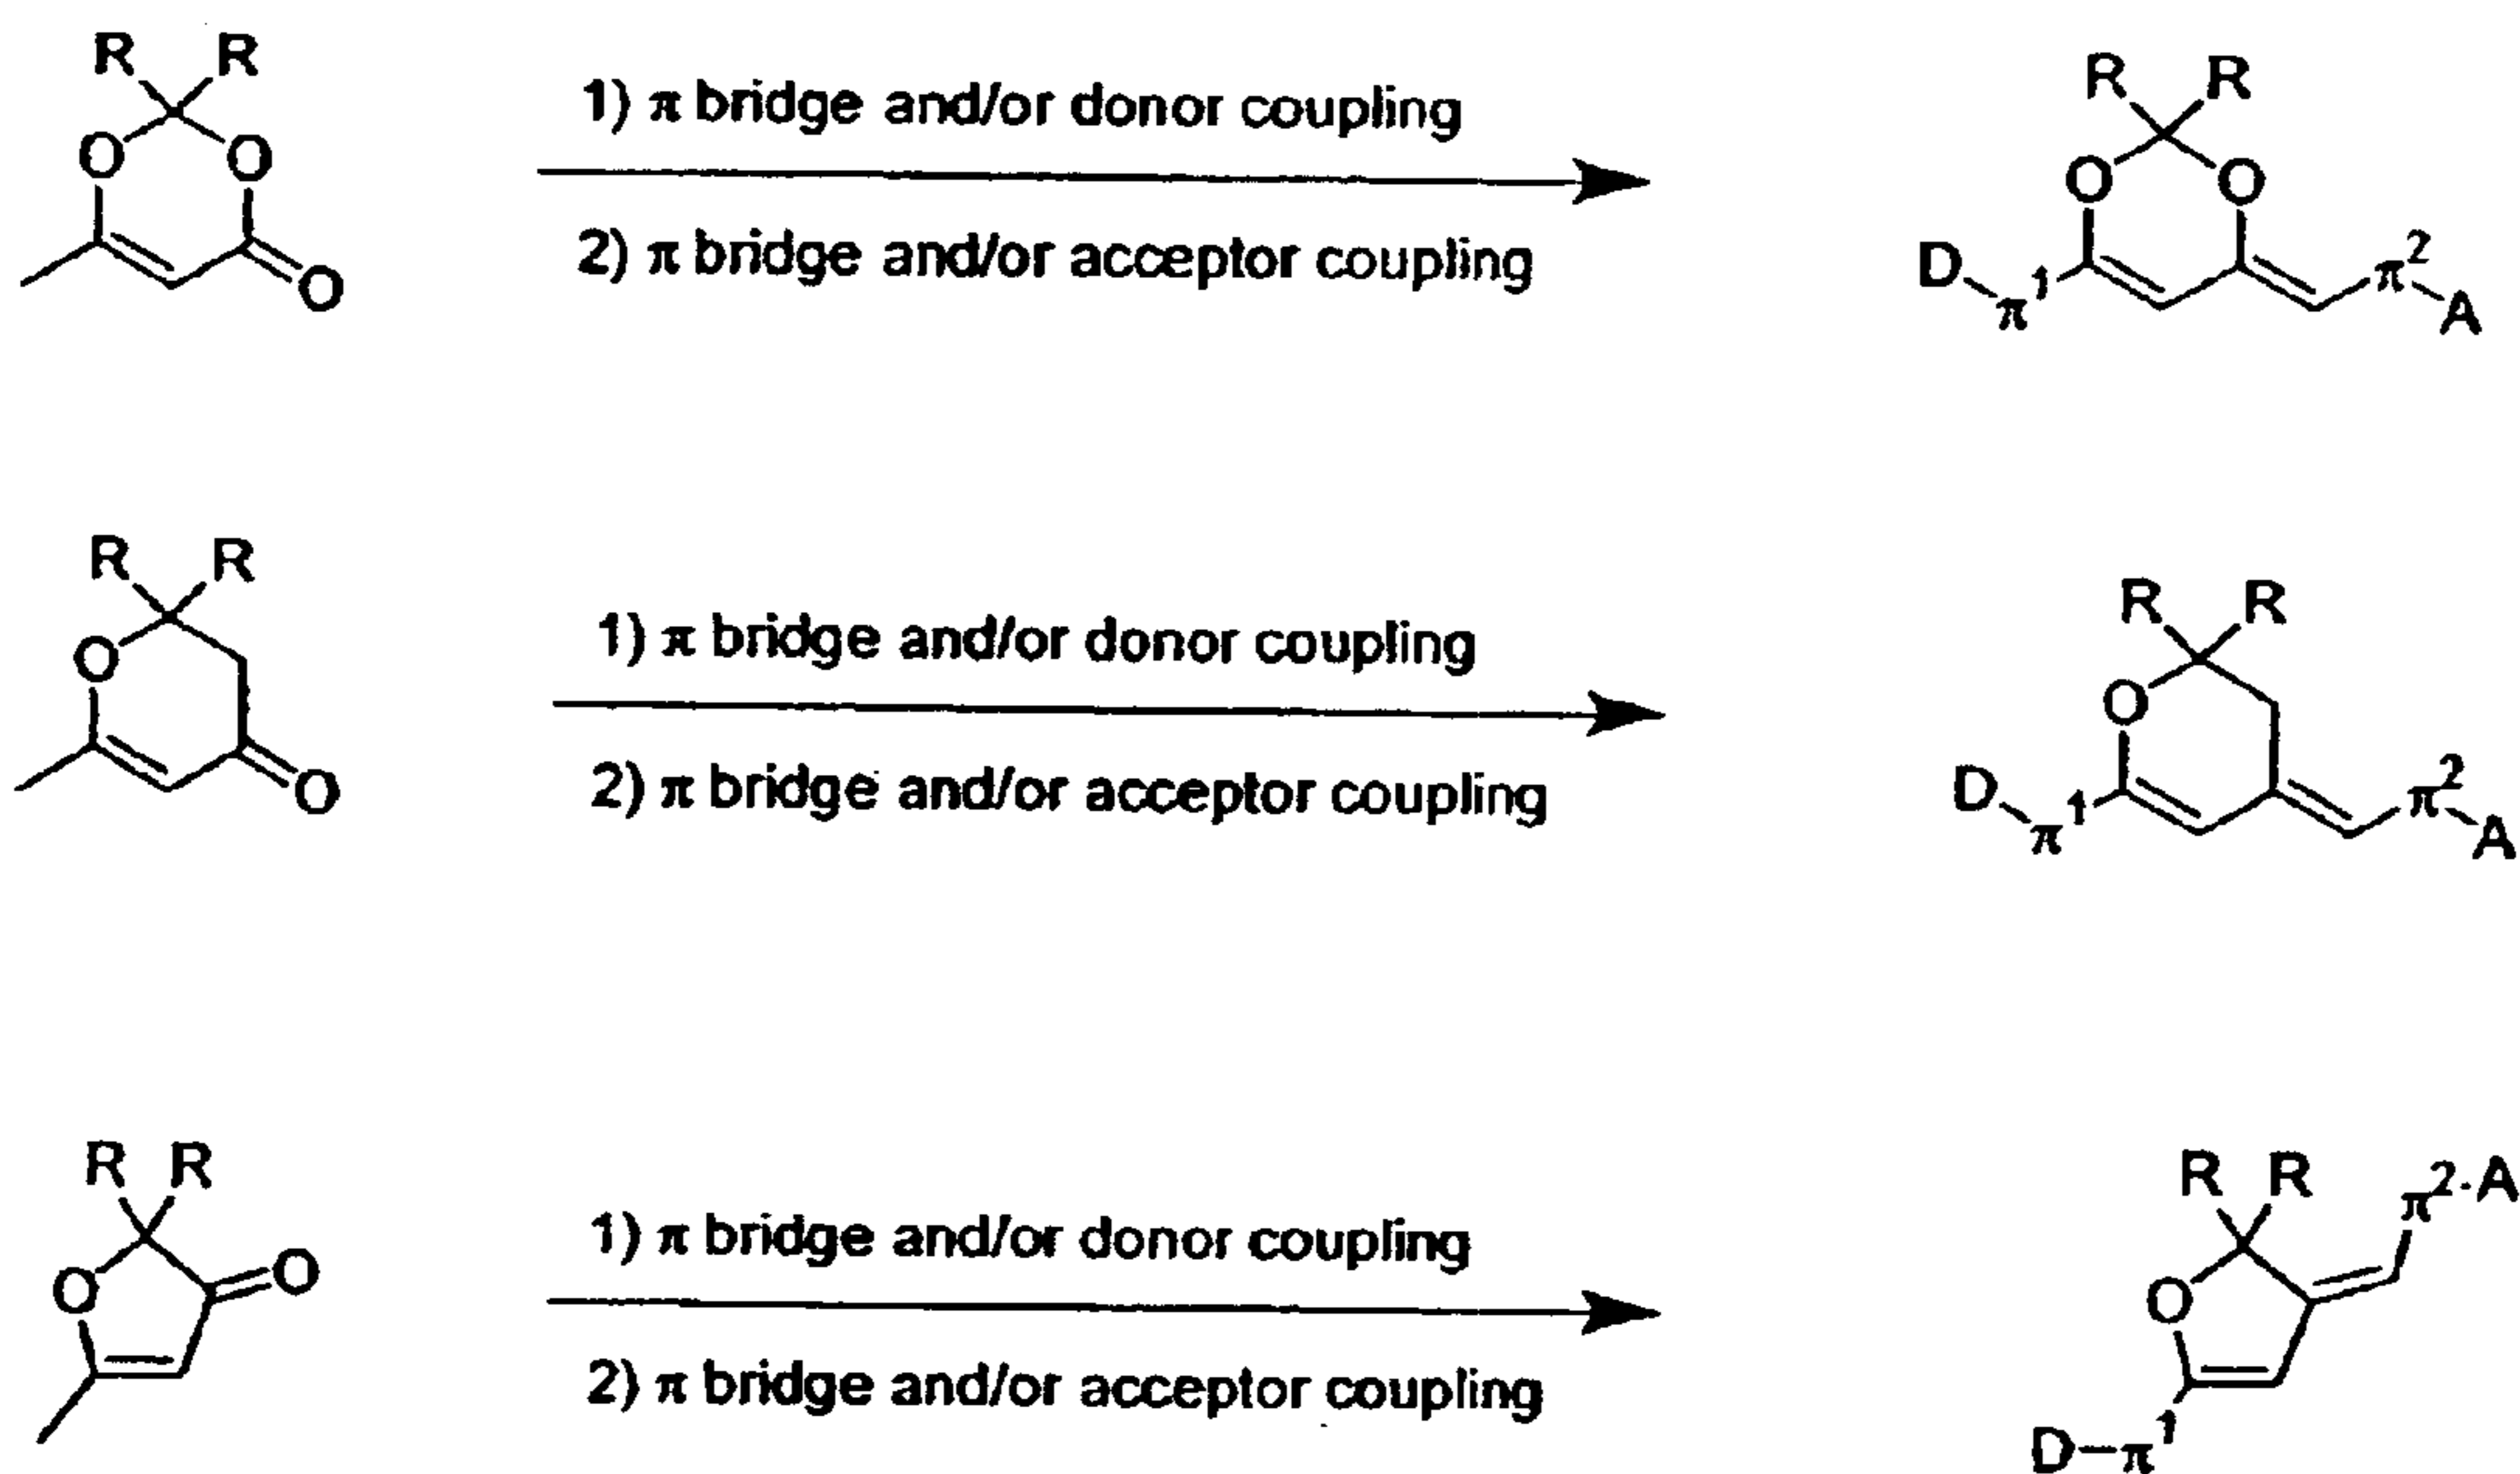 R R
O O
O
1) π bridge and/or donor coupling
2) π bridge and/or acceptor coupling
R R
O O
D π1 π2 A
R R
O
O
1) π bridge and/or donor coupling
2) π bridge and/or acceptor coupling
R R
O
D π1 π2 A
R R
O O
1) π bridge and/or donor coupling
2) π bridge and/or acceptor coupling
R R π2-A
O
D-π1